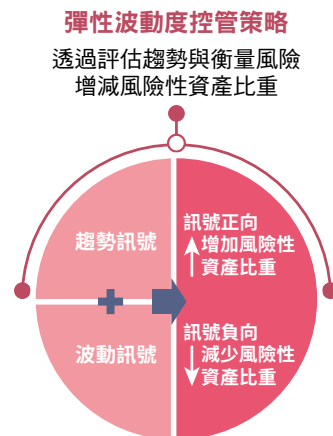 彈性波動度控管策略
透過評估趨勢與衡量風險
增減風險性資產比重
趨勢訊號
波動訊號
訊號正向
增加風險性
資產比重
訊號負向
減少風險性
資產比重